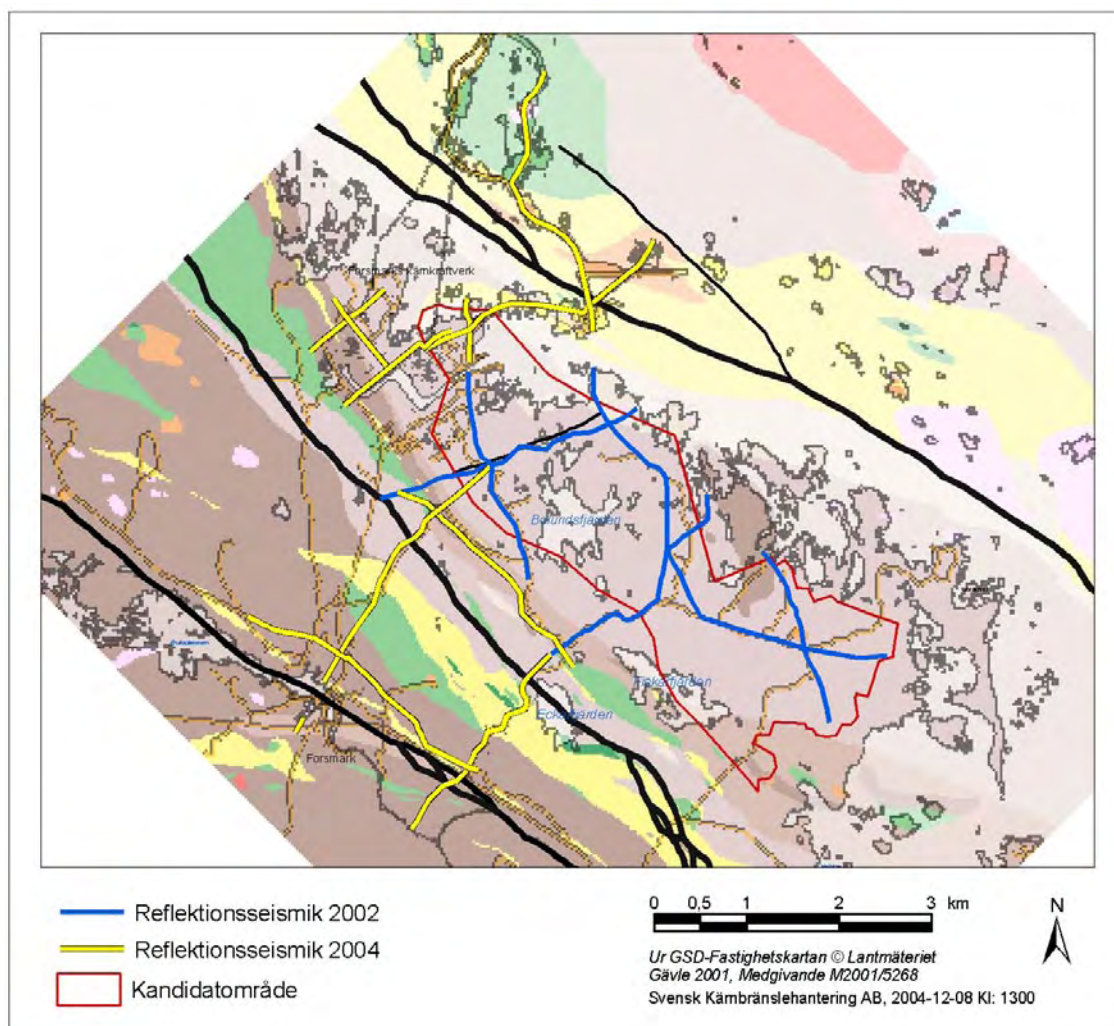 Forsmarks kärnkraftverk
Bolundsfjärden
Fiskarfjärden
Eckarfjärden
Forsmark
Reflektionsseismik 2002
Reflektionsseismik 2004
Kandidatområde
0 0,5 1 2 3 km
N
Ur GSD-Fastighetskartan © Lantmäteriet
Gävle 2001, Medgivande M2001/5268
Svensk Kärnbränslehantering AB, 2004-12-08 Kl: 1300